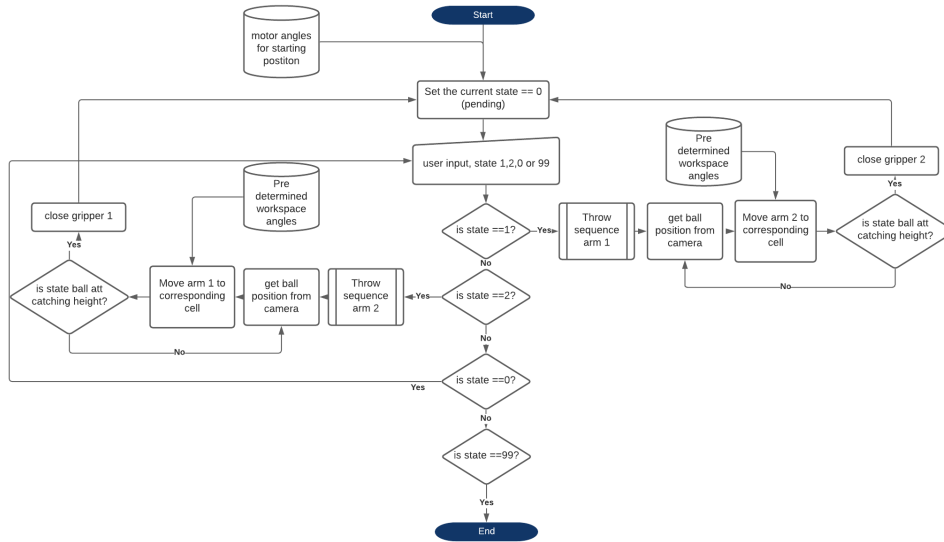 Start
motor angles
for starting
postiton
Set the current state == 0
(pending)
user input, state 1,2,0 or 99
Pre
determined
workspace
angles
close gripper 2
Yes
is state ball att
catching height?
Move arm 2 to
corresponding
cell
get ball
position from
camera
Throw
sequence
arm 1
Yes
is state ==1?
No
No
Pre
determined
workspace
angles
close gripper 1
Yes
is state ball att
catching height?
Move arm 1 to
corresponding
cell
get ball
position from
camera
Throw
sequence
arm 2
Yes
is state ==2?
No
No
is state ==0?
Yes
No
is state ==99?
Yes
End